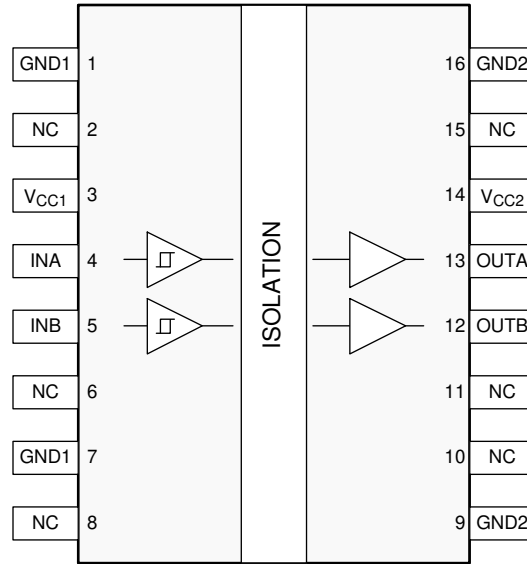 GND1 1 16 GND2
NC 2 15 NC
VCC1 3 14 VCC2
INA 4 13 OUTA
INB 5 12 OUTB
NC 6 11 NC
GND1 7 10 NC
NC 8 9 GND2
ISOLATION